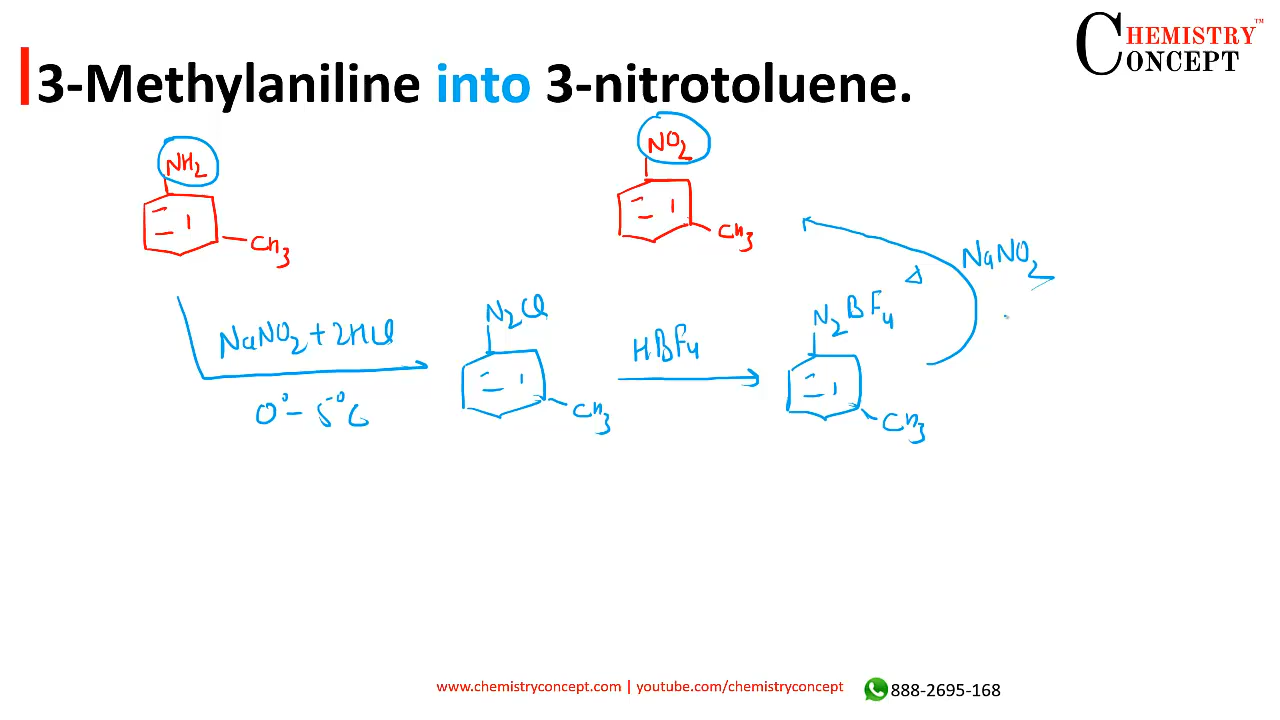 CHEMISTRY
CONCEPT™
3-Methylaniline into 3-nitrotoluene.
NH2
CH3
NO2
CH3
NaNO2 + 2HCl
0° - 5°C
N2Cl
CH3
HBF4
N2BF4
CH3
Δ
NaNO2
www.chemistryconcept.com | youtube.com/chemistryconcept
888-2695-168